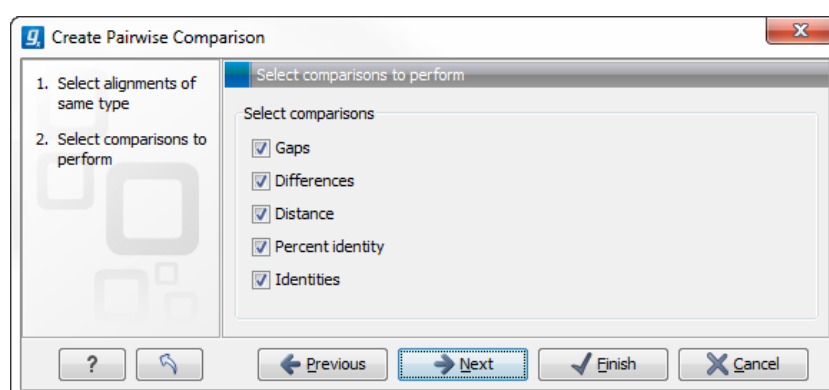 Create Pairwise Comparison
1. Select alignments of
same type
2. Select comparisons to
perform
Select comparisons to perform
Select comparisons
Gaps
Differences
Distance
Percent identity
Identities
?
Previous
Next
Finish
Cancel